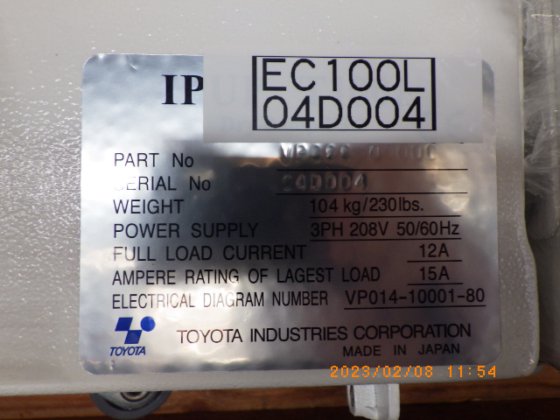 IP
EC100L
04D004
PART No
SERIAL No 04D004
WEIGHT 104 kg/230lbs.
POWER SUPPLY 3PH 208V 50/60Hz
FULL LOAD CURRENT 12A
AMPERE RATING OF LAGEST LOAD 15A
ELECTRICAL DIAGRAM NUMBER VP014-10001-80
TOYOTA
TOYOTA INDUSTRIES CORPORATION
MADE IN JAPAN
2023/02/08 11:54